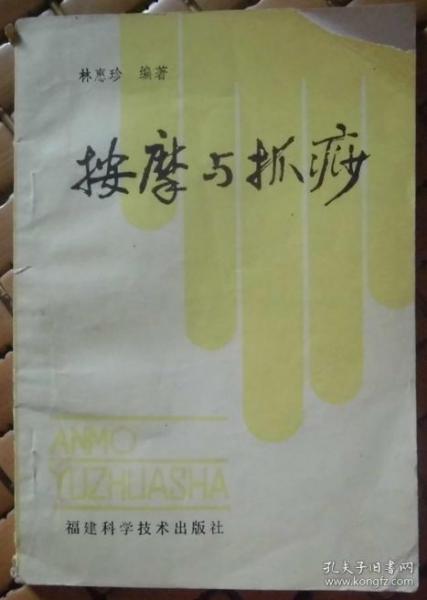 林惠珍 编著
按摩与抓痧
ANMO
YUZHUASHA
福建科学技术出版社
孔夫子旧书网
www.kongfz.com